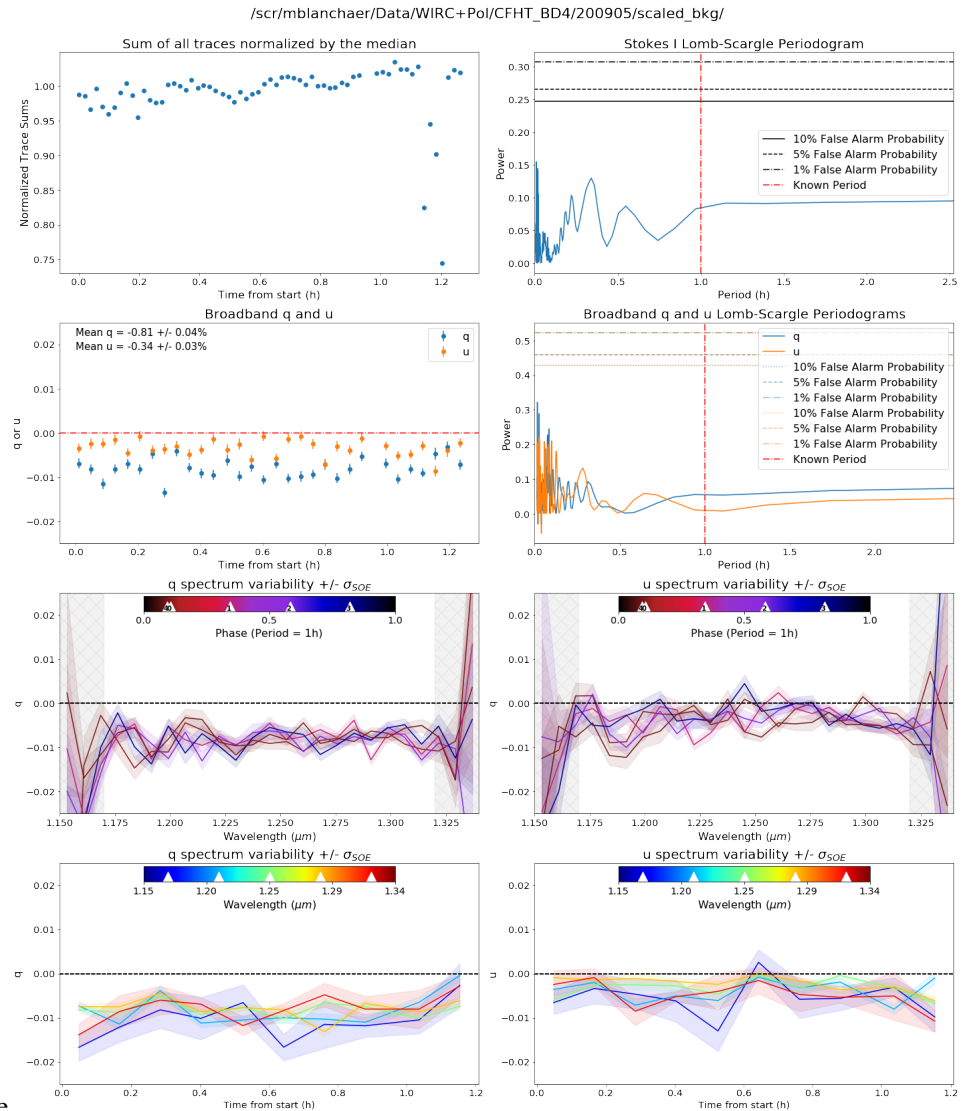 /scr/mblanchaer/Data/WIRC+Pol/CFHT_BD4/200905/scaled_bkg/
Sum of all traces normalized by the median
Normalized Trace Sums
1.00
0.95
0.90
0.85
0.80
0.75
0.0 0.2 0.4 0.6 0.8 1.0 1.2
Time from start (h)
Stokes I Lomb-Scargle Periodogram
Power
0.30
0.25
0.20
0.15
0.10
0.05
0.00
10% False Alarm Probability
5% False Alarm Probability
1% False Alarm Probability
Known Period
0.0 0.5 1.0 1.5 2.0 2.5
Period (h)
Broadband q and u
q or u
0.02
0.01
0.00
−0.01
−0.02
Mean q = -0.81 +/- 0.04%
Mean u = -0.34 +/- 0.03%
q
u
0.0 0.2 0.4 0.6 0.8 1.0 1.2
Time from start (h)
Broadband q and u Lomb-Scargle Periodograms
Power
0.5
0.4
0.3
0.2
0.1
0.0
q
u
10% False Alarm Probability
5% False Alarm Probability
1% False Alarm Probability
10% False Alarm Probability
5% False Alarm Probability
1% False Alarm Probability
Known Period
0.0 0.5 1.0 1.5 2.0
Period (h)
q spectrum variability +/- σSOE
q
0.02
0.01
0.00
−0.01
−0.02
0.0 0.5 1.0
Phase (Period = 1h)
1.150 1.175 1.200 1.225 1.250 1.275 1.300 1.325
Wavelength (μm)
u spectrum variability +/- σSOE
q
0.02
0.01
0.00
−0.01
−0.02
0.0 0.5 1.0
Phase (Period = 1h)
1.150 1.175 1.200 1.225 1.250 1.275 1.300 1.325
Wavelength (μm)
q spectrum variability +/- σSOE
q
0.02
0.01
0.00
−0.01
−0.02
1.15 1.20 1.25 1.29 1.34
Wavelength (μm)
0.0 0.2 0.4 0.6 0.8 1.0 1.2
Time from start (h)
u spectrum variability +/- σSOE
u
0.02
0.01
0.00
−0.01
−0.02
1.15 1.20 1.25 1.29 1.34
Wavelength (μm)
0.0 0.2 0.4 0.6 0.8 1.0 1.2
Time from start (h)